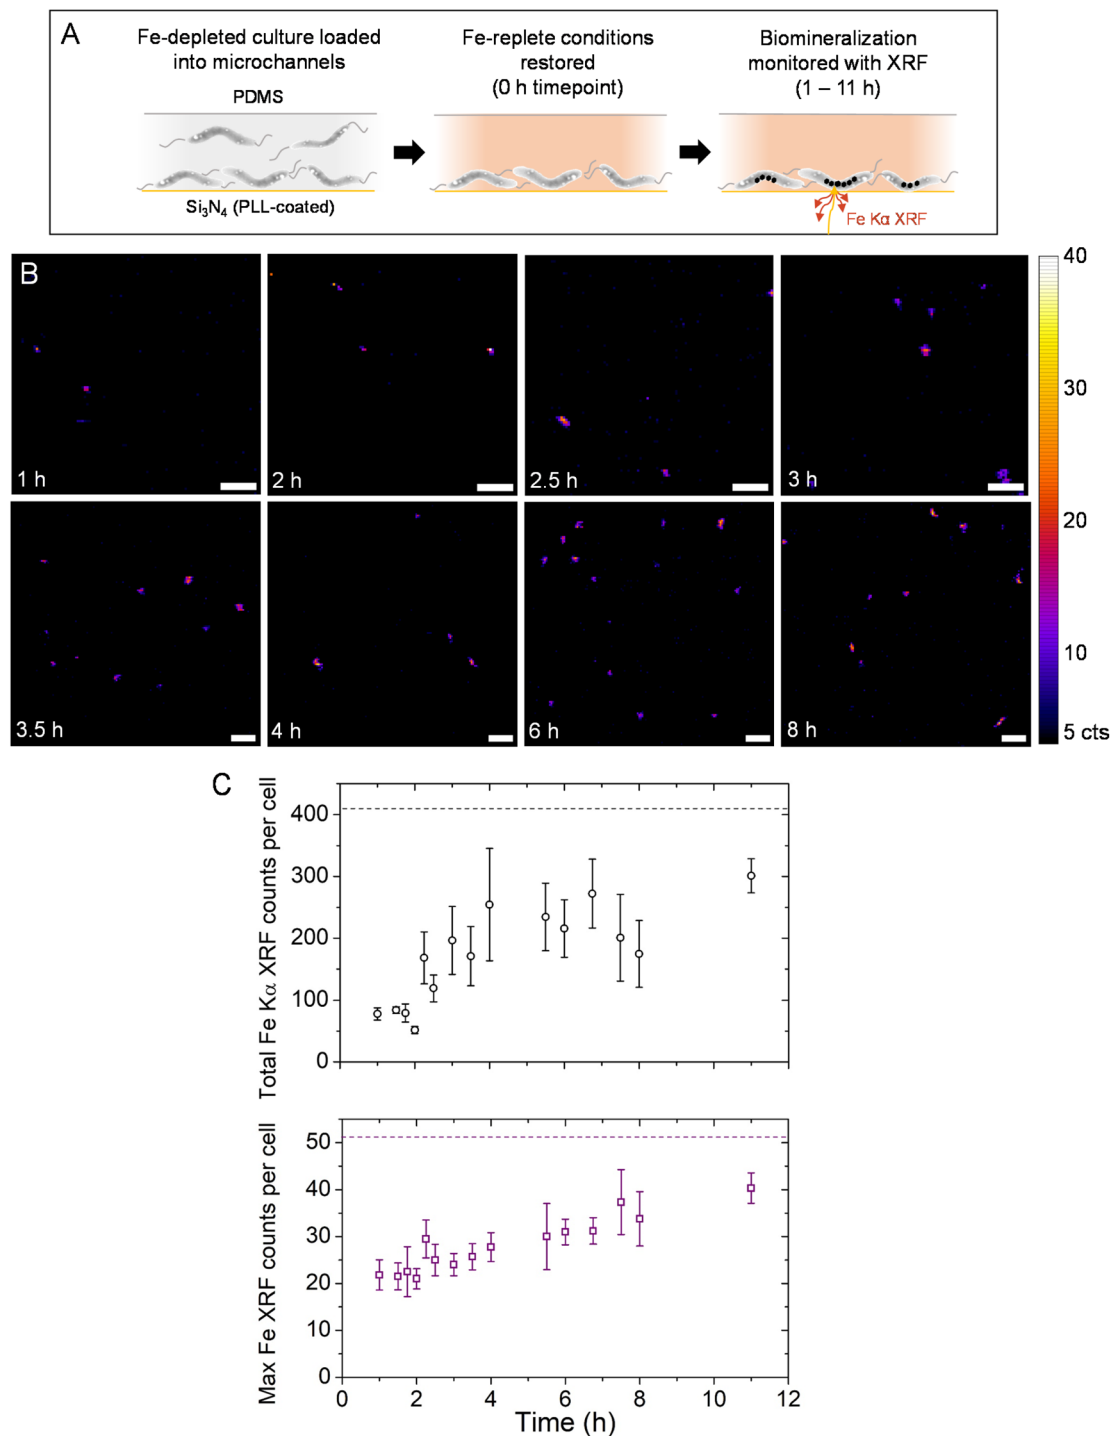 A
Fe-depleted culture loaded
into microchannels
PDMS
Si₃N₄ (PLL-coated)
Fe-replete conditions
restored
(0 h timepoint)
Biomineralization
monitored with XRF
(1 – 11 h)
Fe Kα XRF
B
1 h
2 h
2.5 h
3 h
3.5 h
4 h
6 h
8 h
40
30
20
10
5 cts
C
Total Fe Kα XRF counts per cell
400
300
200
100
0
Max Fe XRF counts per cell
50
40
30
20
10
0
0 2 4 6 8 10 12
Time (h)